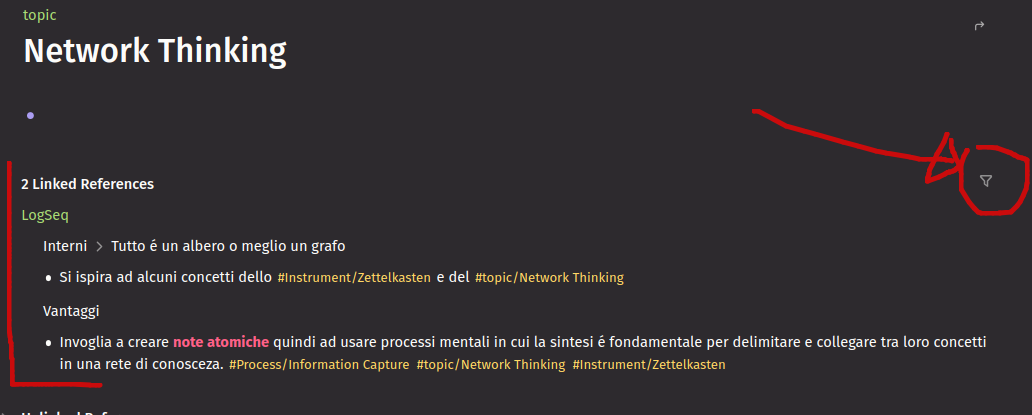 topic
Network Thinking
2 Linked References
LogSeq
Interni > Tutto é un albero o meglio un grafo
Si ispira ad alcuni concetti dello #Instrument/Zettelkasten e del #topic/Network Thinking
Vantaggi
Invoglia a creare note atomiche quindi ad usare processi mentali in cui la sintesi é fondamentale per delimitare e collegare tra loro concetti
in una rete di conosceza. #Process/Information Capture #topic/Network Thinking #Instrument/Zettelkasten